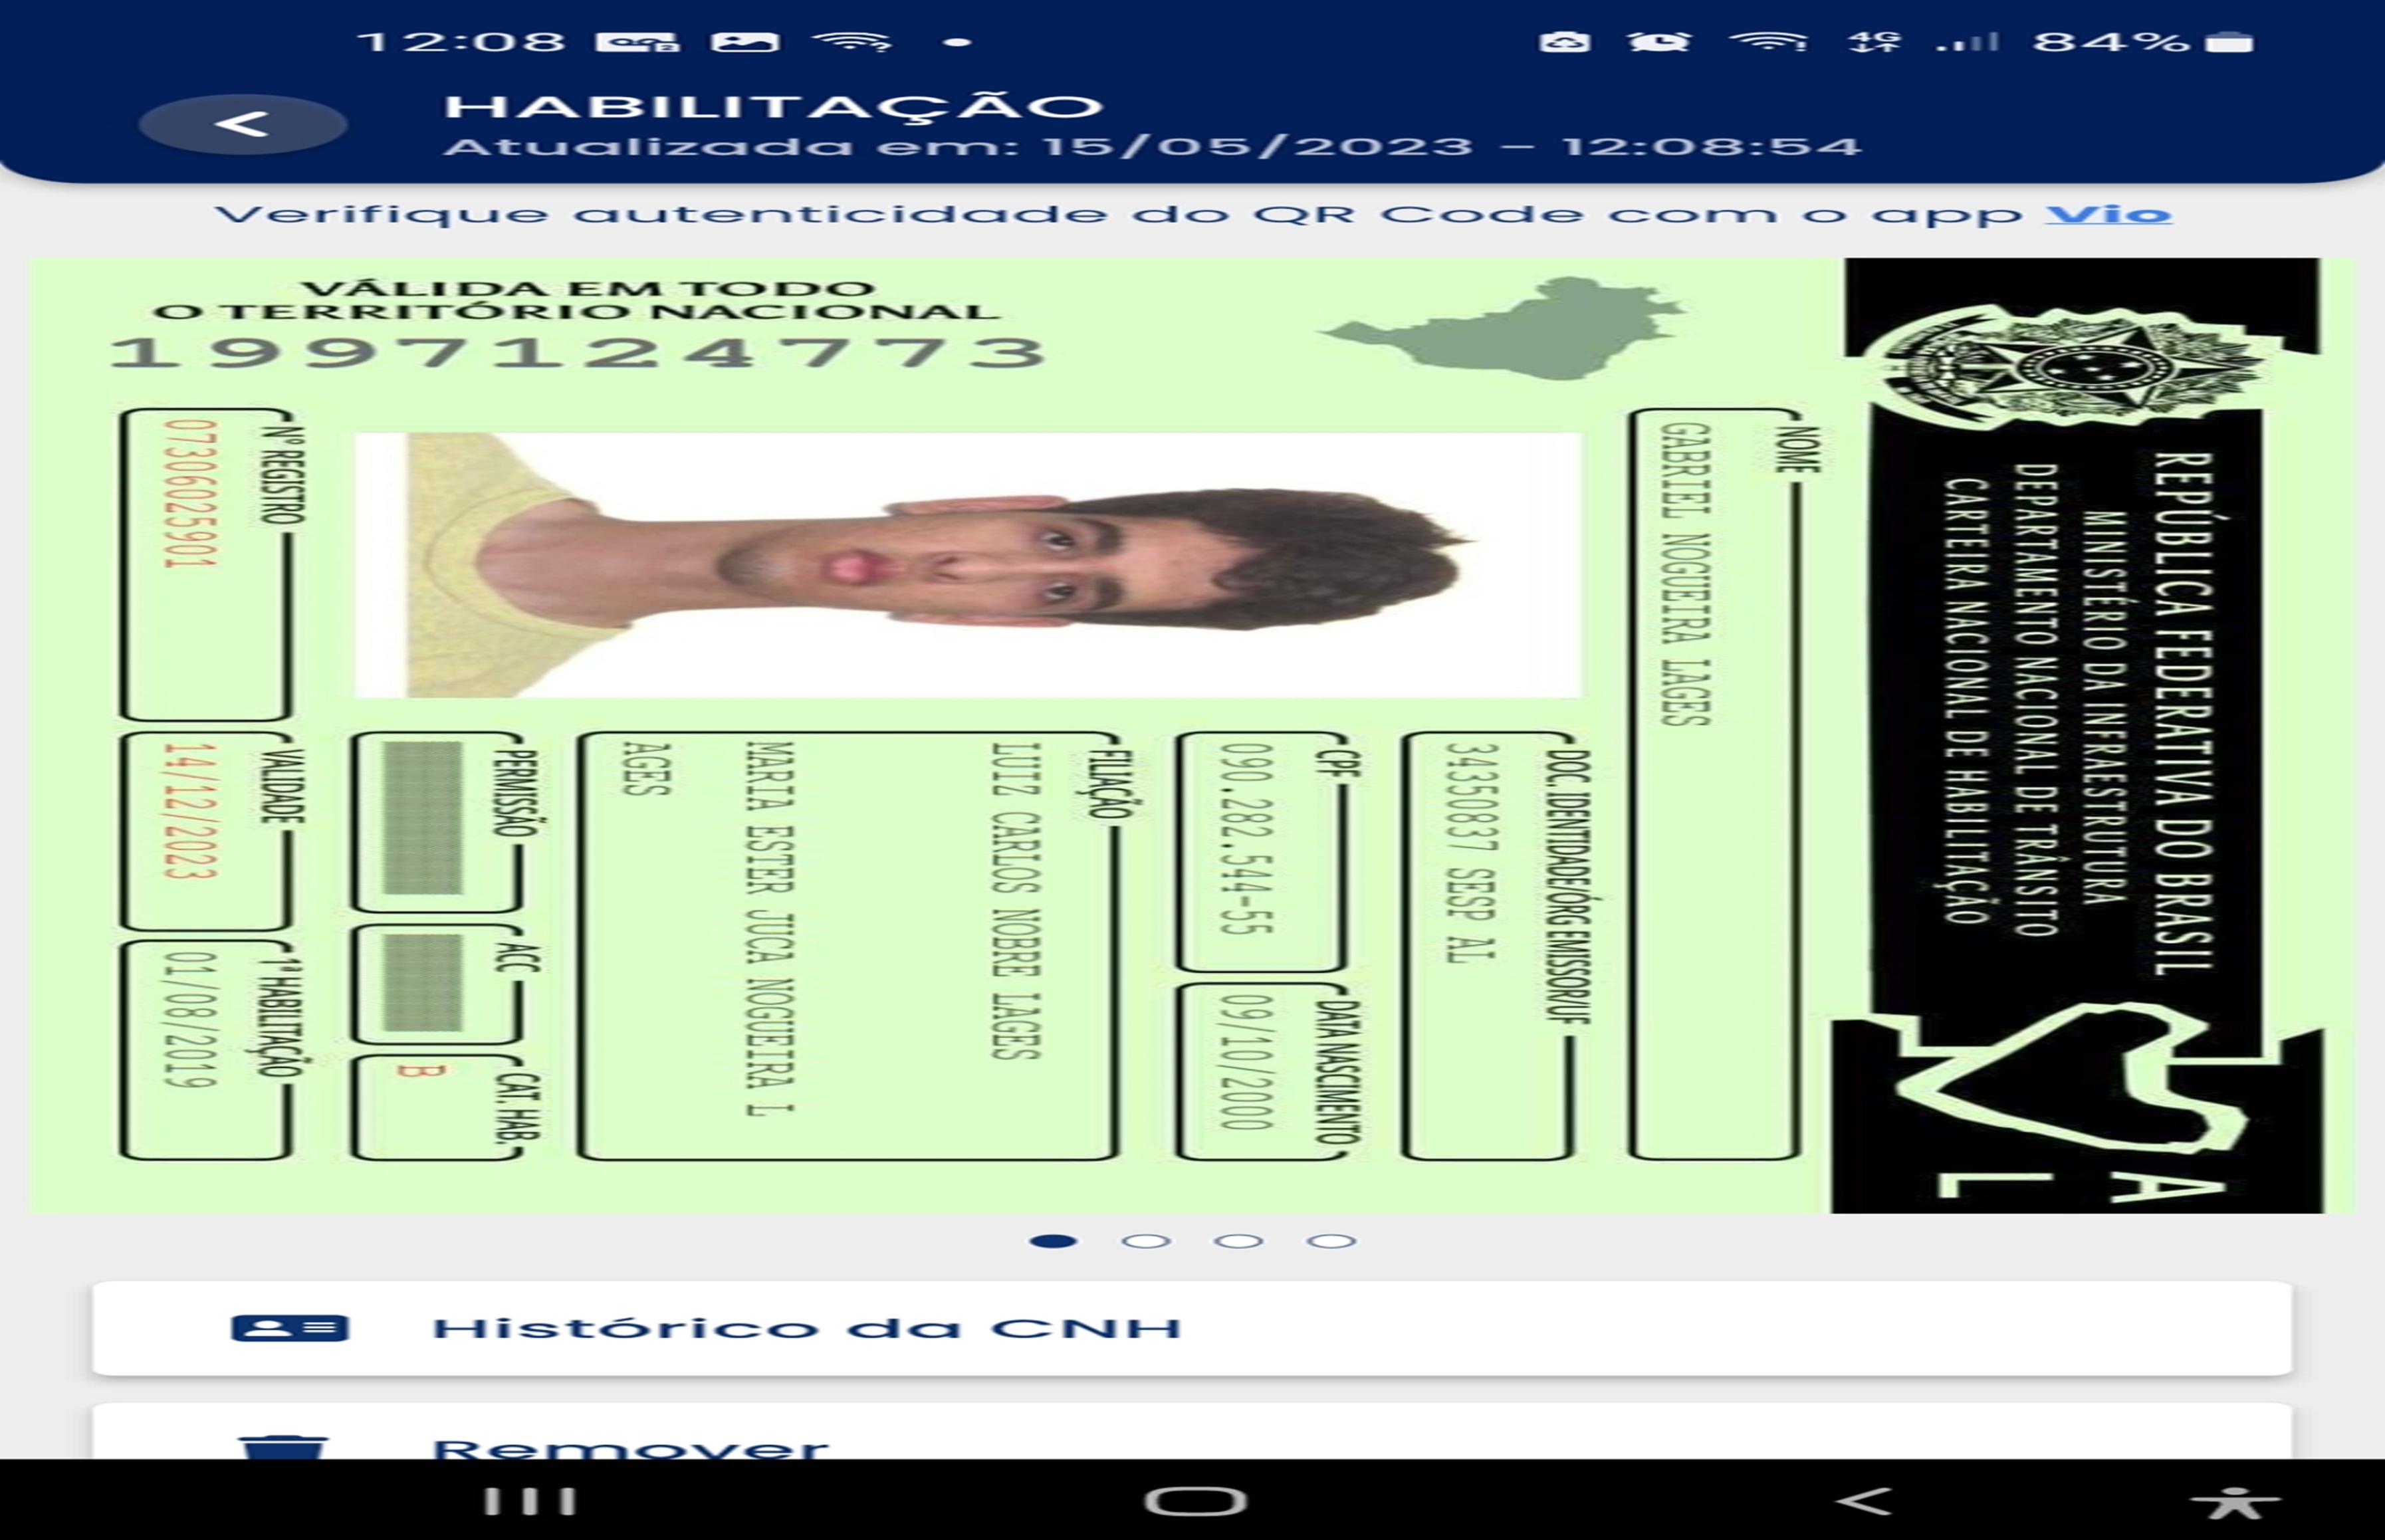 12:08
4G
84%
HABILITAÇÃO
Atualizada em: 15/05/2023 - 12:08:54
Verifique autenticidade do QR Code com o app Vio
REPÚBLICA FEDERATIVA DO BRASIL
MINISTÉRIO DA INFRAESTRUTURA
DEPARTAMENTO NACIONAL DE TRÂNSITO
CARTEIRA NACIONAL DE HABILITAÇÃO
AL
VÁLIDA EM TODO
O TERRITÓRIO NACIONAL
1997124773
NOME
GABRIEL NOGUEIRA LAGES
DOC. IDENTIDADE/ÓRG EMISSOR/UF
34350837 SESP AL
CPF
090.282.544-55
DATA NASCIMENTO
09/10/2000
FILIAÇÃO
LUIZ CARLOS NOBRE LAGES
MARIA ESTER JUCA NOGUEIRA L
AGES
PERMISSÃO
ACC
CAT. HAB.
B
Nº REGISTRO
07306025901
VALIDADE
14/12/2023
1ª HABILITAÇÃO
01/08/2019
Histórico da CNH
Remover